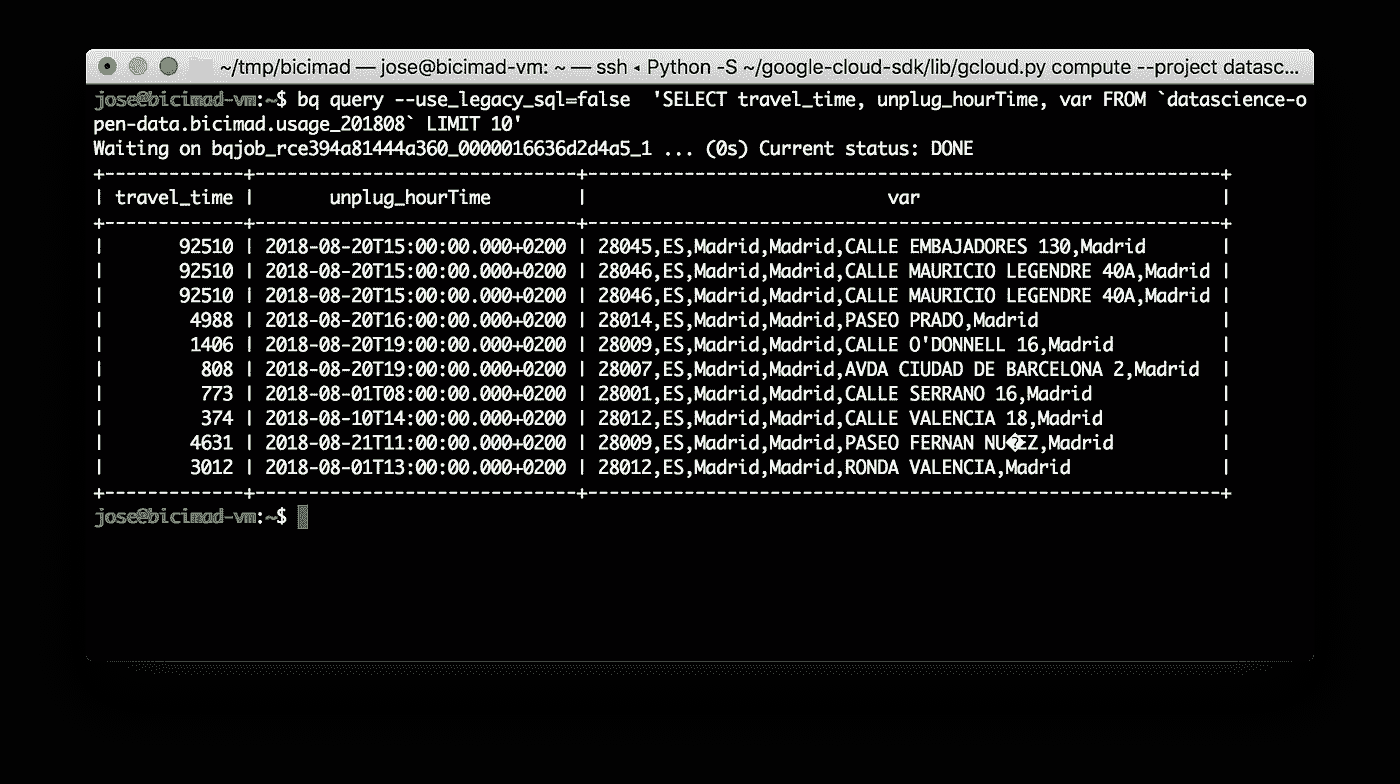 ~/tmp/bicimad — jose@bicimad-vm: ~ — ssh ◂ Python -S ~/google-cloud-sdk/lib/gcloud.py compute --project datasc...
jose@bicimad-vm:~$ bq query --use_legacy_sql=false  'SELECT travel_time, unplug_hourTime, var FROM `datascience-o
pen-data.bicimad.usage_201808` LIMIT 10'
Waiting on bqjob_rce394a81444a360_0000016636d2d4a5_1 ... (0s) Current status: DONE
+-------------+------------------------------+------------------------------------------------------------+
| travel_time |       unplug_hourTime        |                            var                             |
+-------------+------------------------------+------------------------------------------------------------+
|       92510 | 2018-08-20T15:00:00.000+0200 | 28045,ES,Madrid,Madrid,CALLE EMBAJADORES 130,Madrid        |
|       92510 | 2018-08-20T15:00:00.000+0200 | 28046,ES,Madrid,Madrid,CALLE MAURICIO LEGENDRE 40A,Madrid |
|       92510 | 2018-08-20T15:00:00.000+0200 | 28046,ES,Madrid,Madrid,CALLE MAURICIO LEGENDRE 40A,Madrid |
|        4988 | 2018-08-20T16:00:00.000+0200 | 28014,ES,Madrid,Madrid,PASEO PRADO,Madrid                  |
|        1406 | 2018-08-20T19:00:00.000+0200 | 28009,ES,Madrid,Madrid,CALLE O'DONNELL 16,Madrid           |
|         808 | 2018-08-20T19:00:00.000+0200 | 28007,ES,Madrid,Madrid,AVDA CIUDAD DE BARCELONA 2,Madrid   |
|         773 | 2018-08-01T08:00:00.000+0200 | 28001,ES,Madrid,Madrid,CALLE SERRANO 16,Madrid             |
|         374 | 2018-08-10T14:00:00.000+0200 | 28012,ES,Madrid,Madrid,CALLE VALENCIA 18,Madrid            |
|        4631 | 2018-08-21T11:00:00.000+0200 | 28009,ES,Madrid,Madrid,PASEO FERNAN NU�EZ,Madrid           |
|        3012 | 2018-08-01T13:00:00.000+0200 | 28012,ES,Madrid,Madrid,RONDA VALENCIA,Madrid               |
+-------------+------------------------------+------------------------------------------------------------+
jose@bicimad-vm:~$